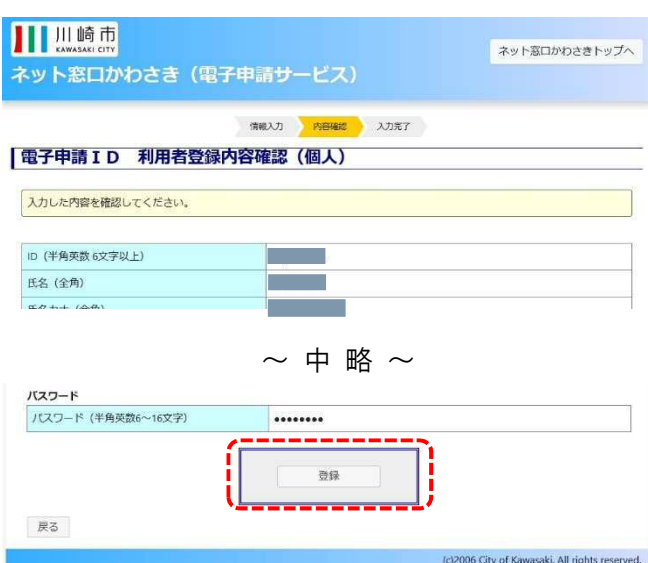 川崎市
KAWASAKI CITY
ネット窓口かわさきトップへ
ネット窓口かわさき（電子申請サービス）
情報入力 内容確認 入力完了
電子申請ＩＤ　利用者登録内容確認（個人）
入力した内容を確認してください。
ID（半角英数 6文字以上）
氏名（全角）
氏名カナ（全角）
～ 中 略 ～
パスワード
パスワード（半角英数6～16文字） ••••••••
登録
戻る
(c)2006 City of Kawasaki. All rights reserved.